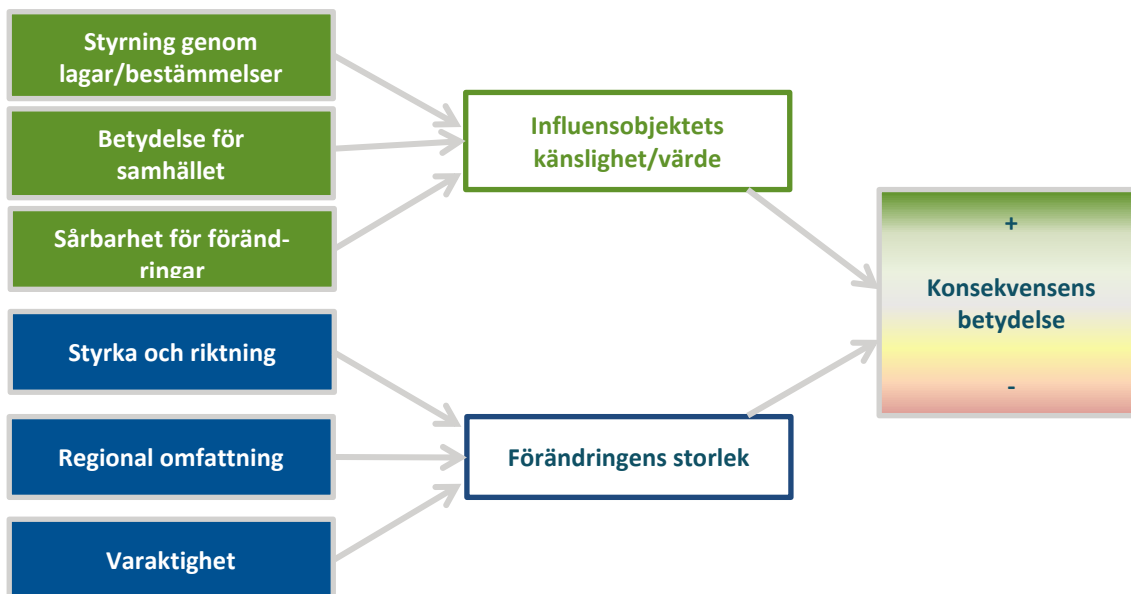 Styrning genom
lagar/bestämmelser
Betydelse för
samhället
Sårbarhet för föränd-
ringar
Styrka och riktning
Regional omfattning
Varaktighet
Influensobjektets
känslighet/värde
Förändringens storlek
+
Konsekvensens
betydelse
-